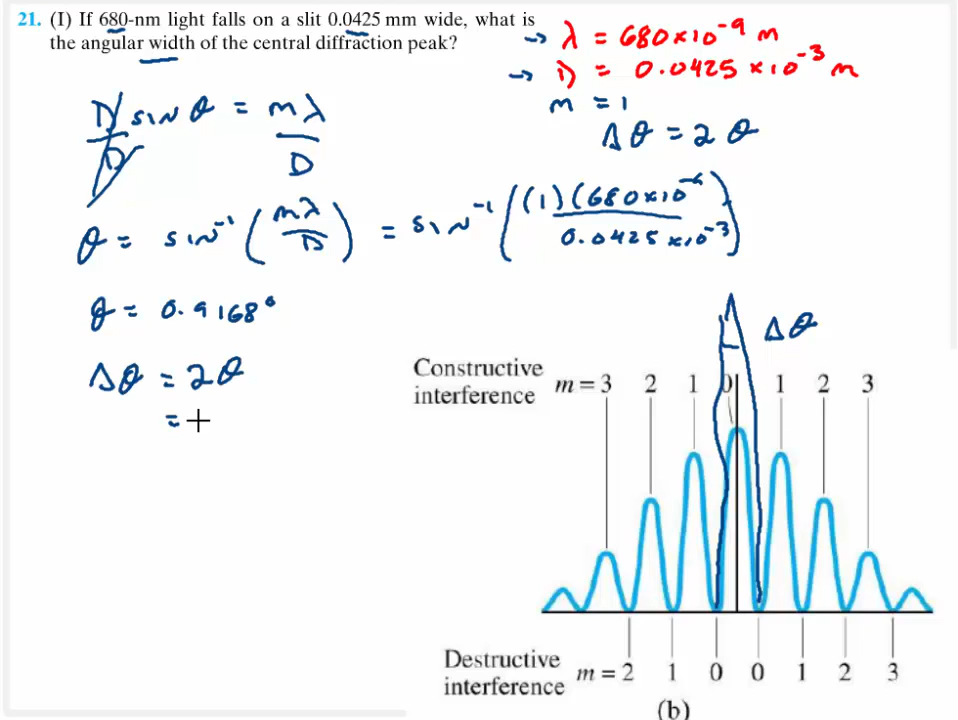 21. (I) If 680-nm light falls on a slit 0.0425 mm wide, what is
the angular width of the central diffraction peak?
→ λ = 680×10⁻⁹ m
→ D = 0.0425 ×10⁻³ m
m = 1
Δθ = 2θ
D sin θ / D = mλ / D
θ = sin⁻¹ (mλ / D) = sin⁻¹ ((1)(680×10⁻⁶) / 0.0425×10⁻³)
θ = 0.9168°
Δθ = 2θ
=
Δθ
Constructive
interference
m = 3 2 1 0 1 2 3
Destructive
interference
m = 2 1 0 0 1 2 3
(b)